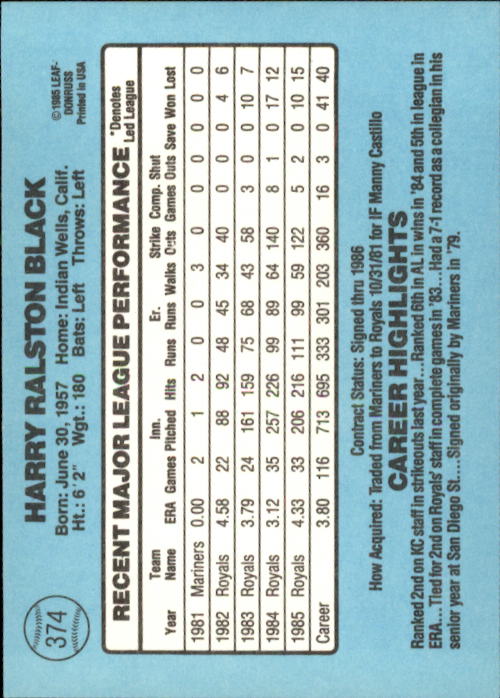 374
HARRY RALSTON BLACK
Born: June 30, 1957 Home: Indian Wells, Calif.
Ht.: 6'2" Wgt.: 180 Bats: Left Throws: Left
©1985 LEAF-
DONRUSS
Printed in USA
RECENT MAJOR LEAGUE PERFORMANCE *Denotes
Led League
Team Inn. Er. Strike Comp. Shut
Year Name ERA Games Pitched Hits Runs Runs Walks Outs Games Outs Save Won Lost
1981 Mariners 0.00 2 1 2 0 0 3 0 0 0 0 0 0
1982 Royals 4.58 22 88 92 48 45 34 40 0 0 0 4 6
1983 Royals 3.79 24 161 159 75 68 43 58 3 0 0 10 7
1984 Royals 3.12 35 257 226 99 89 64 140 8 1 0 17 12
1985 Royals 4.33 33 206 216 111 99 59 122 5 2 0 10 15
Career 3.80 116 713 695 333 301 203 360 16 3 0 41 40
Contract Status: Signed thru 1986
How Acquired: Traded from Mariners to Royals 10/31/81 for IF Manny Castillo
CAREER HIGHLIGHTS
Ranked 2nd on KC staff in strikeouts last year...Ranked 6th in AL in wins in '84 and 5th in league in
ERA...Tied for 2nd on Royals' staff in complete games in '83...Had a 7-1 record as a collegian in his
senior year at San Diego St....Signed originally by Mariners in '79.